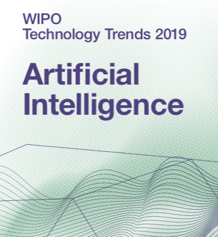 WIPO
Technology Trends 2019
Artificial
Intelligence